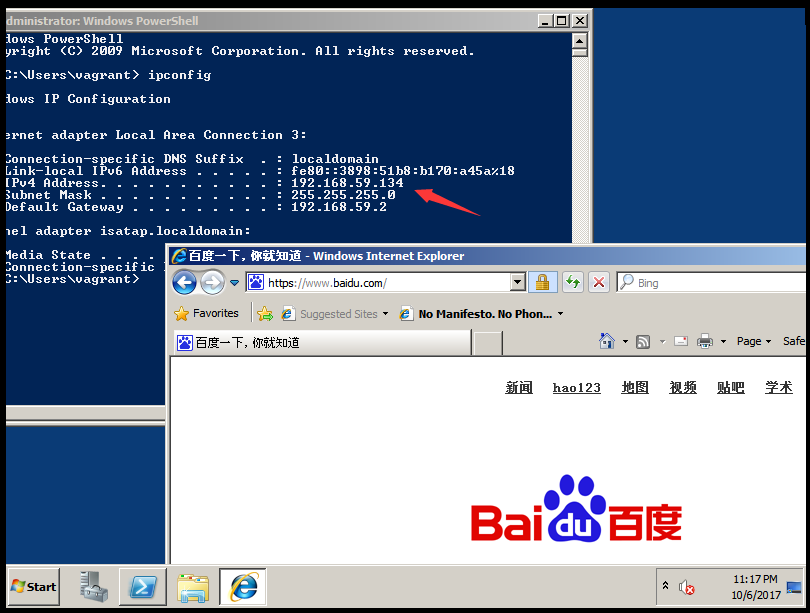 dministrator: Windows PowerShell
dows PowerShell
yright (C) 2009 Microsoft Corporation. All rights reserved.
C:\Users\vagrant> ipconfig
dows IP Configuration
ernet adapter Local Area Connection 3:
Connection-specific DNS Suffix  . : localdomain
Link-local IPv6 Address . . . . . : fe80::3898:51b8:b170:a45a%18
IPv4 Address. . . . . . . . . . . : 192.168.59.134
Subnet Mask . . . . . . . . . . . : 255.255.255.0
Default Gateway . . . . . . . . . : 192.168.59.2
nel adapter isatap.localdomain:
Media State . . . .
Connection-specific
C:\Users\vagrant>
百度一下，你就知道 - Windows Internet Explorer
https://www.baidu.com/
Bing
Favorites
Suggested Sites
No Manifesto. No Phon...
百度一下，你就知道
Page
Safe
新闻 hao123 地图 视频 贴吧 学术
Bai du 百度
Start
11:17 PM
10/6/2017